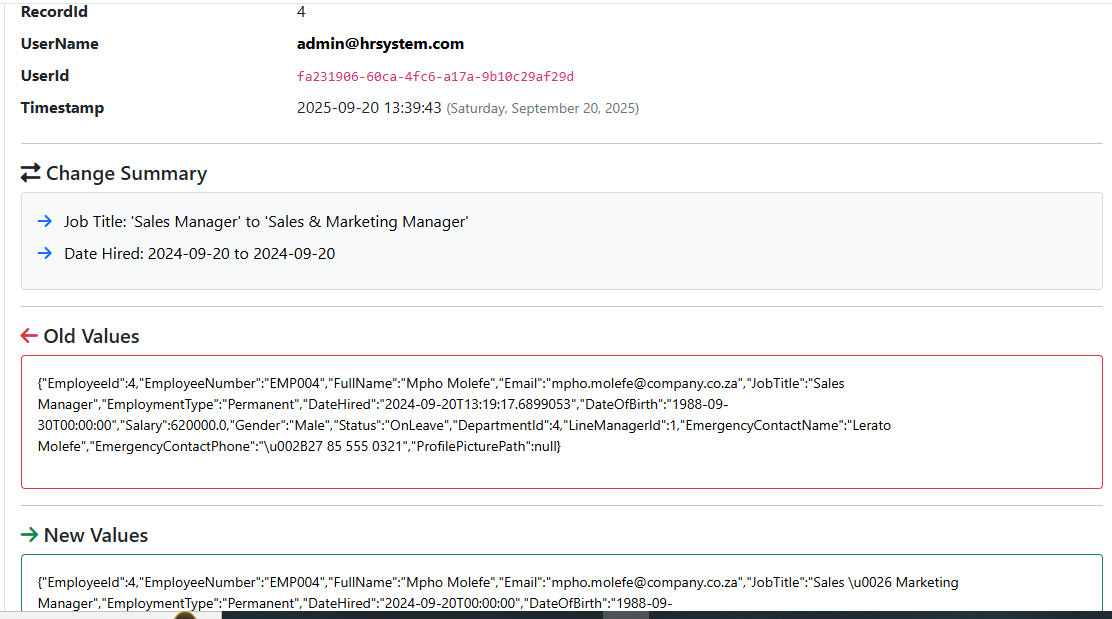 RecordId 4
UserName admin@hrsystem.com
UserId fa231906-60ca-4fc6-a17a-9b10c29af29d
Timestamp 2025-09-20 13:39:43 (Saturday, September 20, 2025)
Change Summary
Job Title: 'Sales Manager' to 'Sales & Marketing Manager'
Date Hired: 2024-09-20 to 2024-09-20
Old Values
{"EmployeeId":4,"EmployeeNumber":"EMP004","FullName":"Mpho Molefe","Email":"mpho.molefe@company.co.za","JobTitle":"Sales
Manager","EmploymentType":"Permanent","DateHired":"2024-09-20T13:19:17.6899053","DateOfBirth":"1988-09-
30T00:00:00","Salary":620000.0,"Gender":"Male","Status":"OnLeave","DepartmentId":4,"LineManagerId":1,"EmergencyContactName":"Lerato
Molefe","EmergencyContactPhone":"\u002B27 85 555 0321","ProfilePicturePath":null}
New Values
{"EmployeeId":4,"EmployeeNumber":"EMP004","FullName":"Mpho Molefe","Email":"mpho.molefe@company.co.za","JobTitle":"Sales \u0026 Marketing
Manager","EmploymentType":"Permanent","DateHired":"2024-09-20T00:00:00","DateOfBirth":"1988-09-